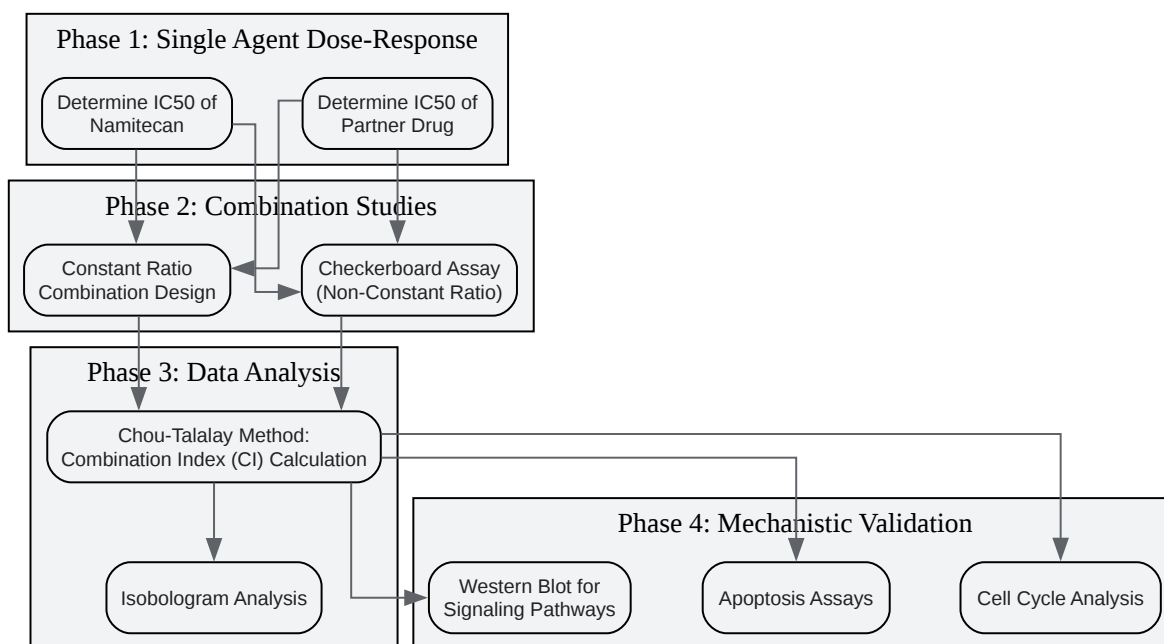 Phase 1: Single Agent Dose-Response
Determine IC50 of
Namitecan
Determine IC50 of
Partner Drug
Phase 2: Combination Studies
Constant Ratio
Combination Design
Checkerboard Assay
(Non-Constant Ratio)
Phase 3: Data Analysis
Chou-Talalay Method:
Combination Index (CI) Calculation
Isobologram Analysis
Phase 4: Mechanistic Validation
Western Blot for
Signaling Pathways
Apoptosis Assays
Cell Cycle Analysis